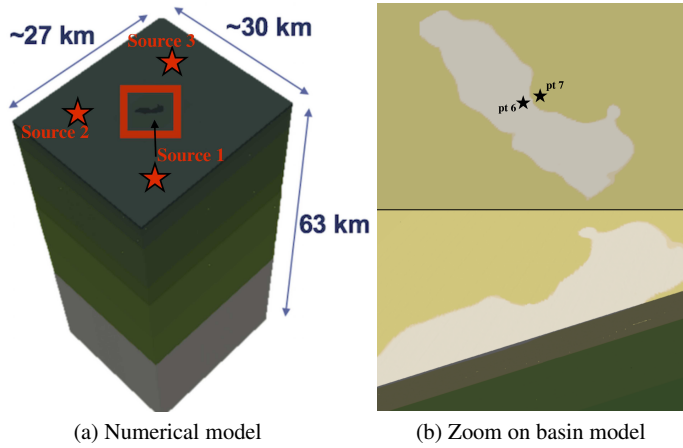 ~27 km
~30 km
Source 3
Source 2
Source 1
63 km
pt 7
pt 6
(a) Numerical model
(b) Zoom on basin model